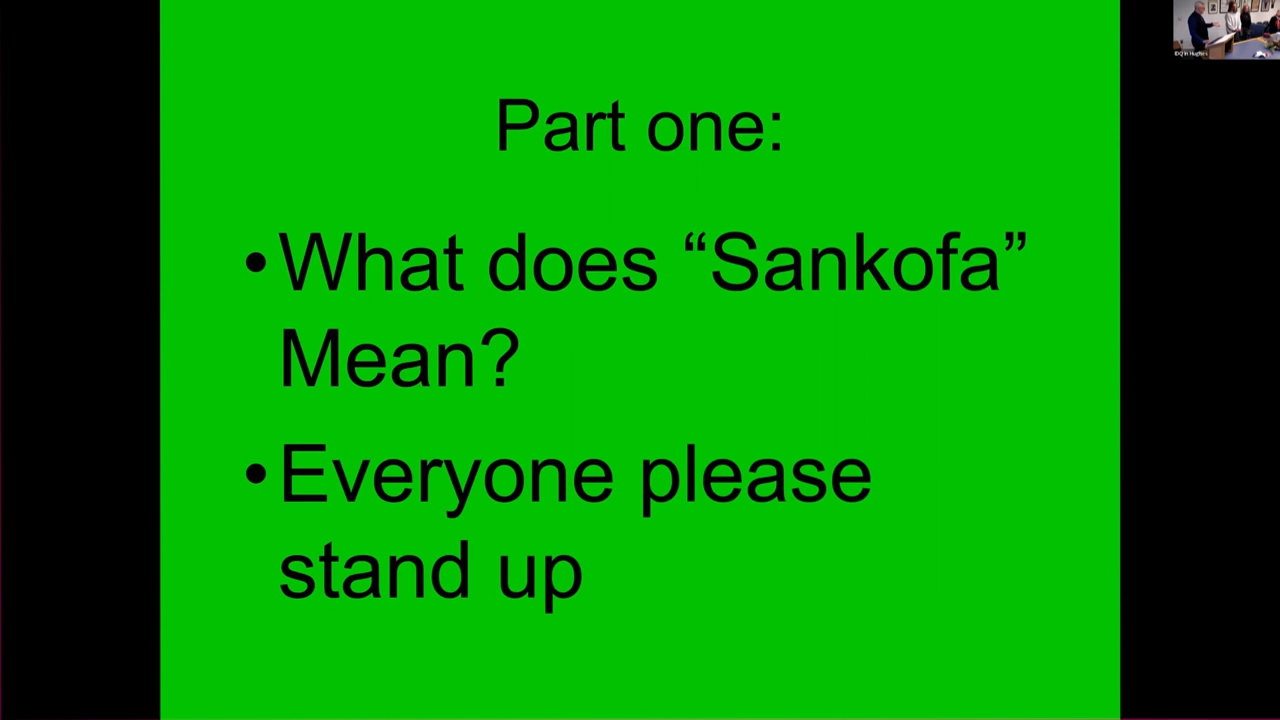 Part one:
•What does “Sankofa”
Mean?
•Everyone please
stand up